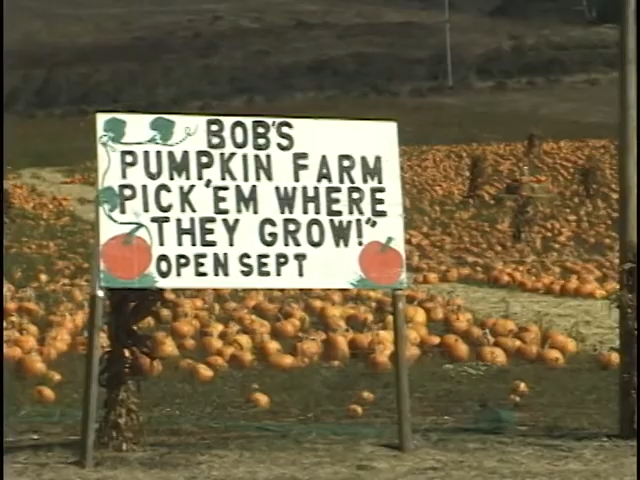 BOB'S
PUMPKIN FARM
PICK 'EM WHERE
THEY GROW!"
OPEN SEPT